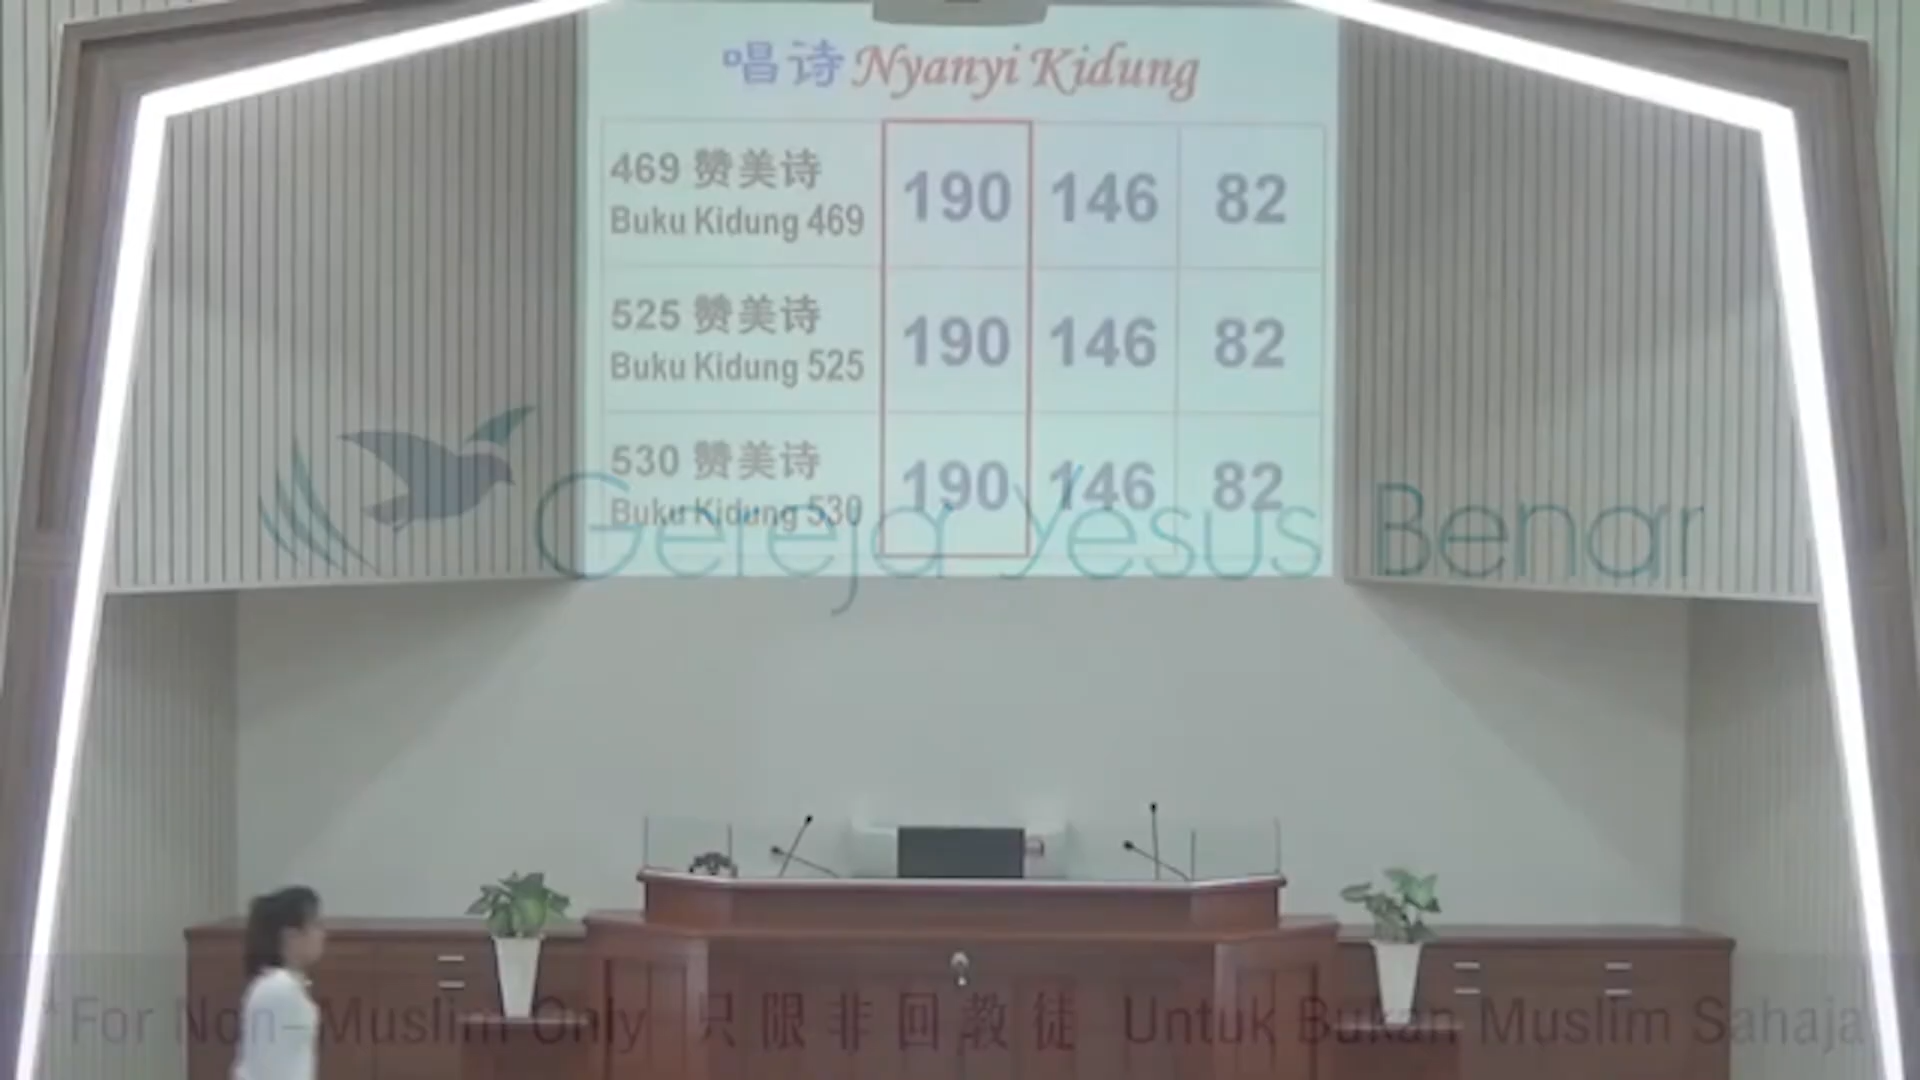 唱诗 Nyanyi Kidung
469 赞美诗
Buku Kidung 469
190 146 82
525 赞美诗
Buku Kidung 525
190 146 82
530 赞美诗
Buku Kidung 530
190 146 82
Gereja Yesus Benar
*For Non-Muslim Only 只限非回教徒 Untuk Bukan Muslim Sahaja